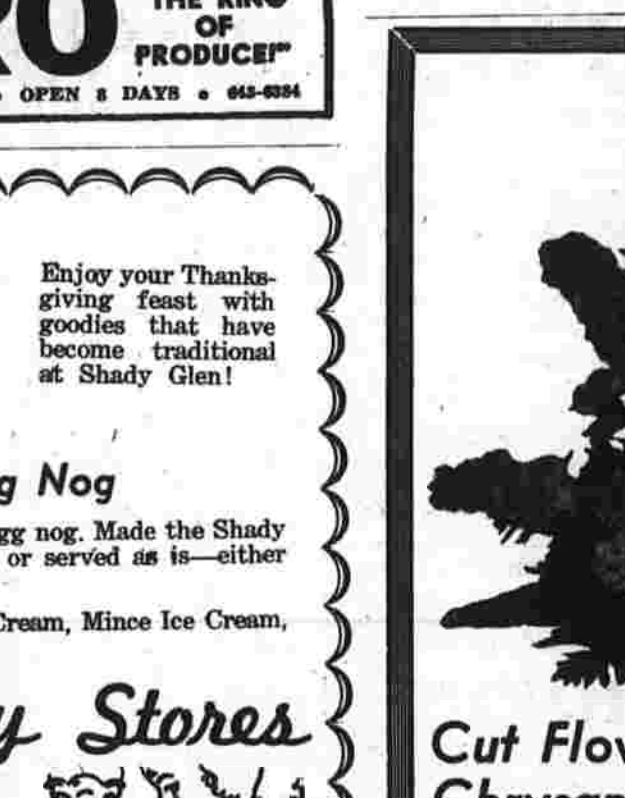 RO
THE KING
OF
PRODUCE!"
OPEN 8 DAYS • 643-6384
Enjoy your Thanks-
giving feast with
goodies that have
become traditional
at Shady Glen!
g Nog
gg nog. Made the Shady
or served as is—either
Cream, Mince Ice Cream,
y Stores
Cut Flow